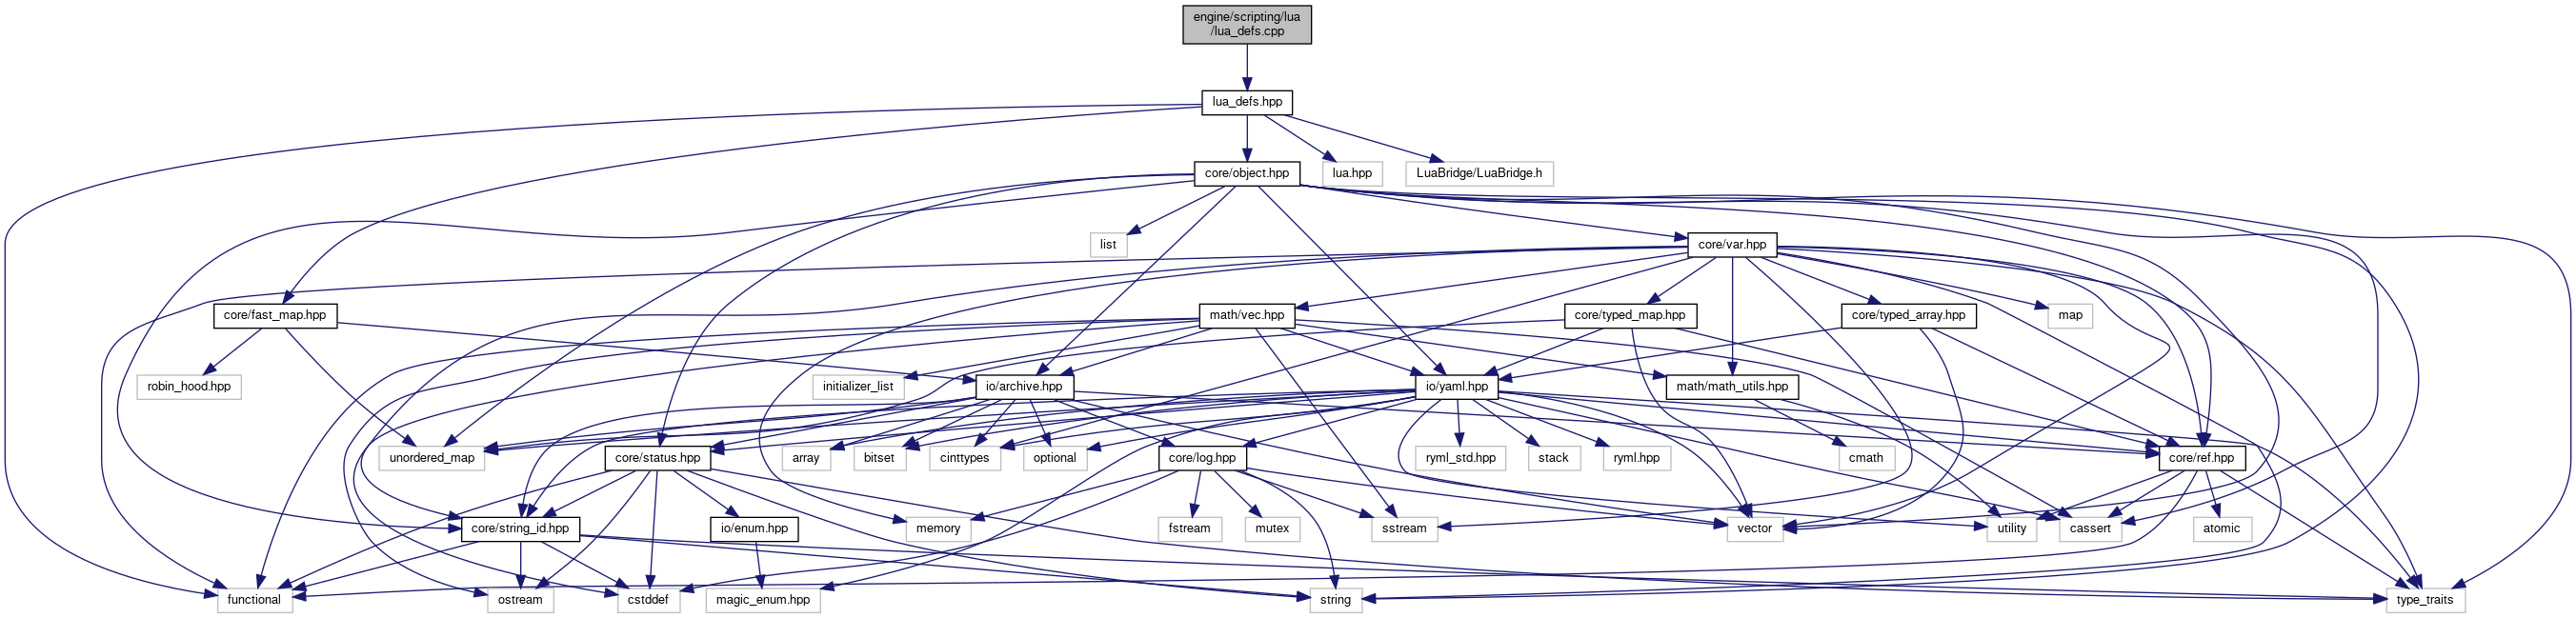 engine/scripting/lua
/lua_defs.cpp
lua_defs.hpp
core/object.hpp
lua.hpp
LuaBridge/LuaBridge.h
list
core/var.hpp
core/fast_map.hpp
math/vec.hpp
core/typed_map.hpp
core/typed_array.hpp
map
robin_hood.hpp
initializer_list
io/archive.hpp
io/yaml.hpp
math/math_utils.hpp
unordered_map
core/status.hpp
array
bitset
cinttypes
optional
core/log.hpp
ryml_std.hpp
stack
ryml.hpp
cmath
core/ref.hpp
core/string_id.hpp
io/enum.hpp
memory
fstream
mutex
sstream
vector
utility
cassert
atomic
functional
ostream
cstddef
magic_enum.hpp
string
type_traits